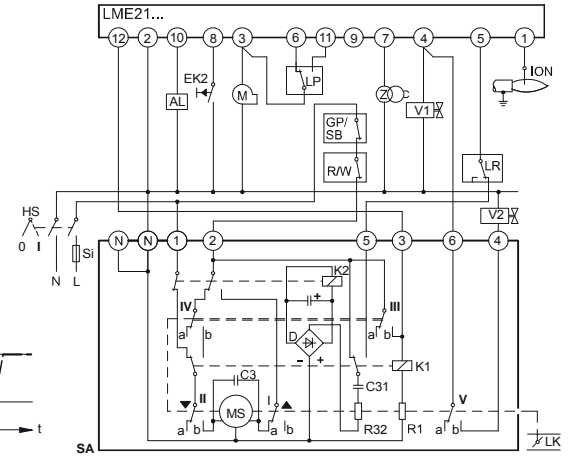 LME21...
12 2 10 8 3 6 11 9 7 4 5 1
EK2
LP
ION
AL
M
Z
C
V1
GP/
SB
R/W
LR
HS
0 I
Si
V2
N L
N N 1 2 5 3 6 4
K2
+
IV
III
a b
a b
D
- +
K1
C3
C31
II
I
V
MS
a b
a b
R32
R1
a b
LK
t
SA